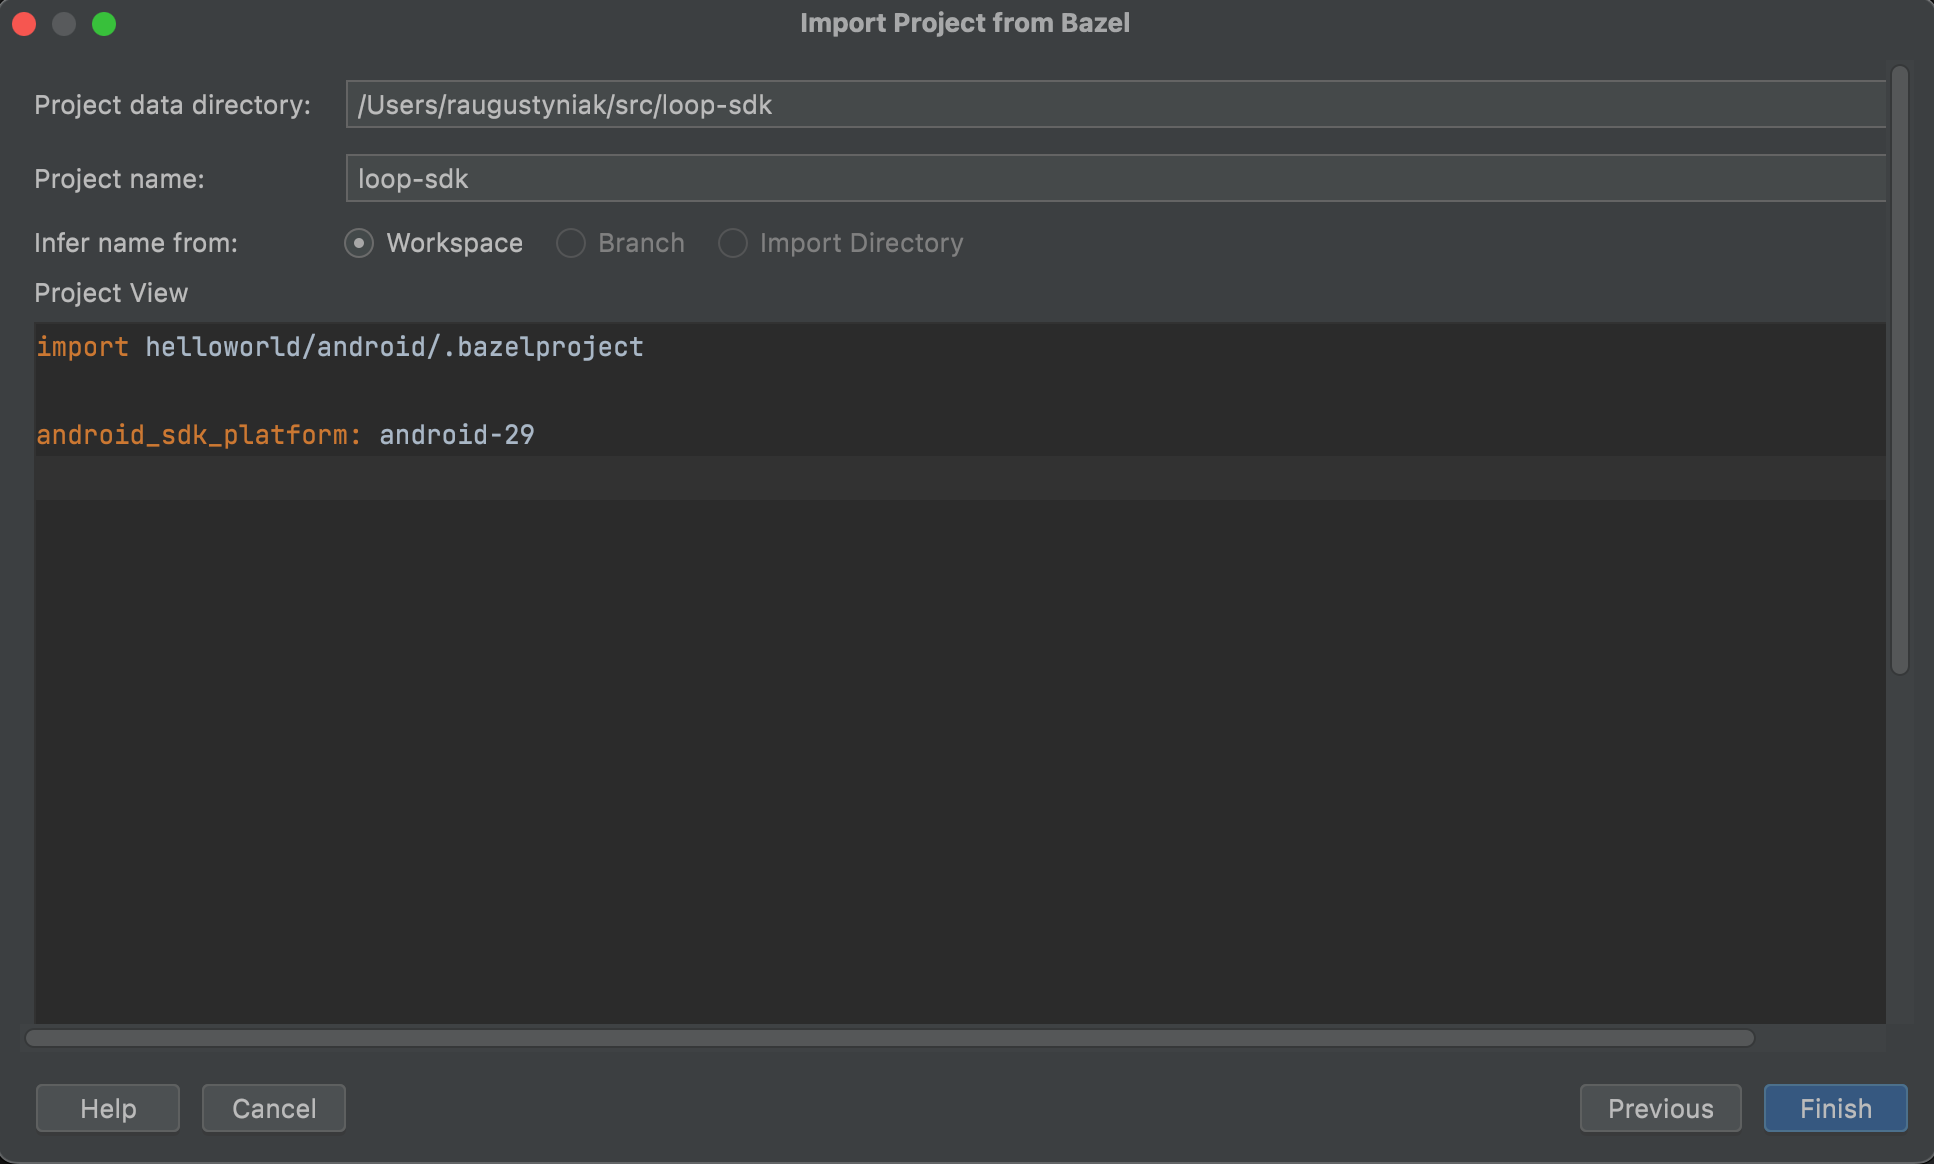 Import Project from Bazel
Project data directory: /Users/raugustyniak/src/loop-sdk
Project name: loop-sdk
Infer name from: Workspace Branch Import Directory
Project View
import helloworld/android/.bazelproject
android_sdk_platform: android-29
Help Cancel Previous Finish